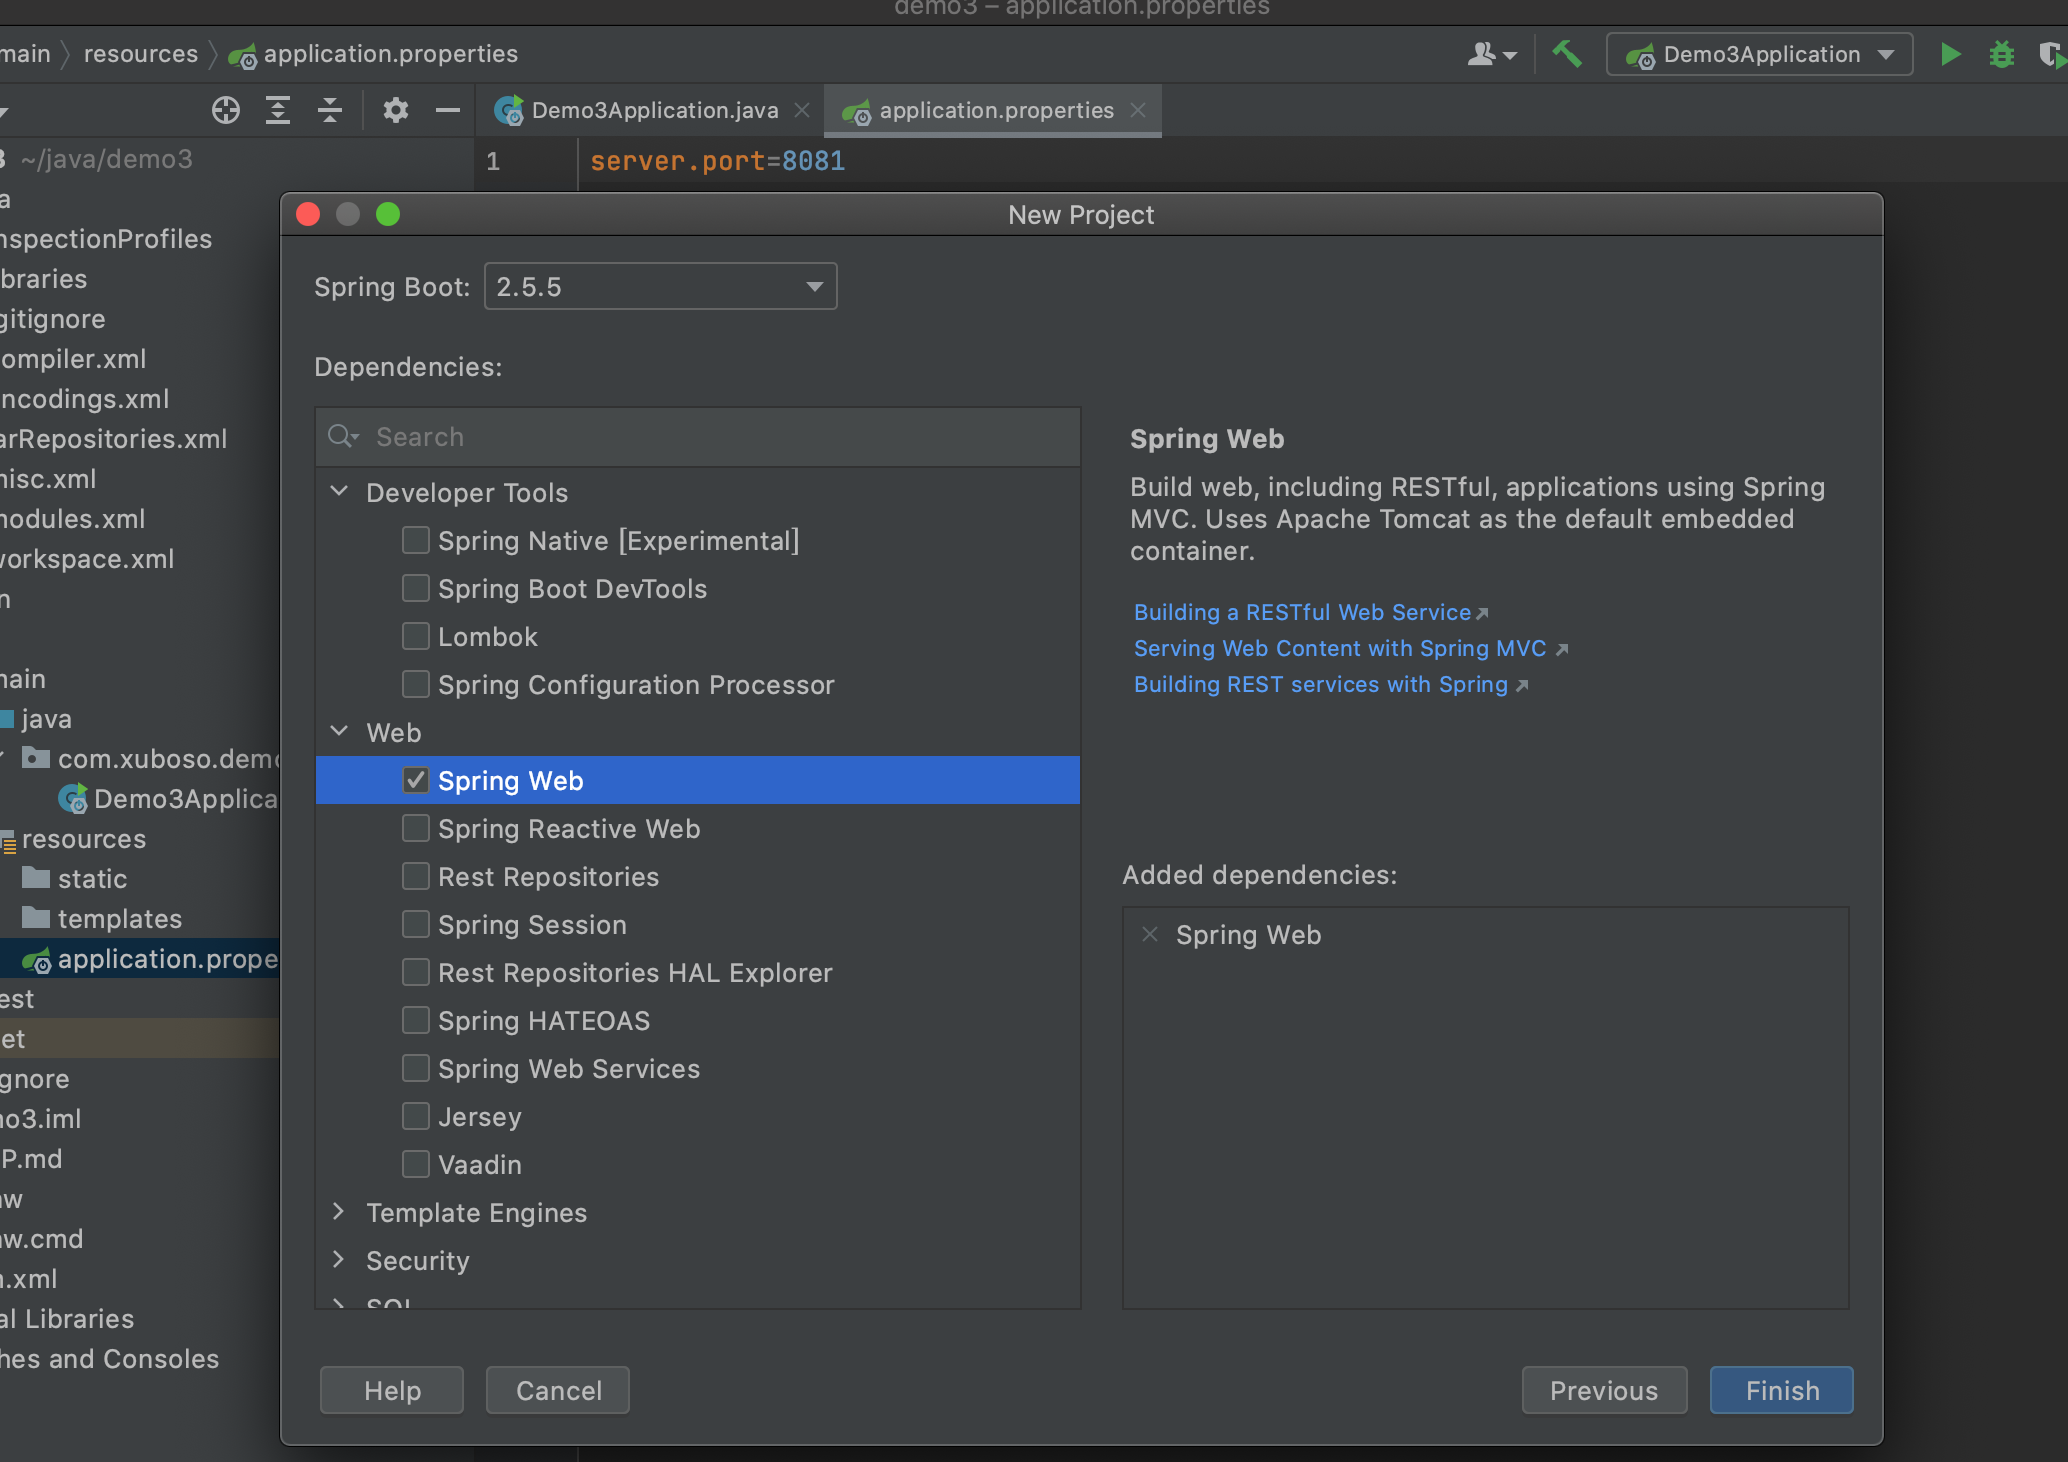 demo3 – application.properties
main
resources
application.properties
Demo3Application
Demo3Application.java
application.properties
~/java/demo3
1 server.port=8081
nspectionProfiles
braries
gitignore
ompiler.xml
ncodings.xml
arRepositories.xml
misc.xml
modules.xml
workspace.xml
main
java
com.xuboso.demo
Demo3Applica
resources
static
templates
application.prope
est
et
gnore
mo3.iml
P.md
w
w.cmd
.xml
al Libraries
hes and Consoles
New Project
Spring Boot: 2.5.5
Dependencies:
Search
Developer Tools
Spring Native [Experimental]
Spring Boot DevTools
Lombok
Spring Configuration Processor
Web
Spring Web
Spring Reactive Web
Rest Repositories
Spring Session
Rest Repositories HAL Explorer
Spring HATEOAS
Spring Web Services
Jersey
Vaadin
Template Engines
Security
SQL
Spring Web
Build web, including RESTful, applications using Spring
MVC. Uses Apache Tomcat as the default embedded
container.
Building a RESTful Web Service
Serving Web Content with Spring MVC
Building REST services with Spring
Added dependencies:
Spring Web
Help
Cancel
Previous
Finish